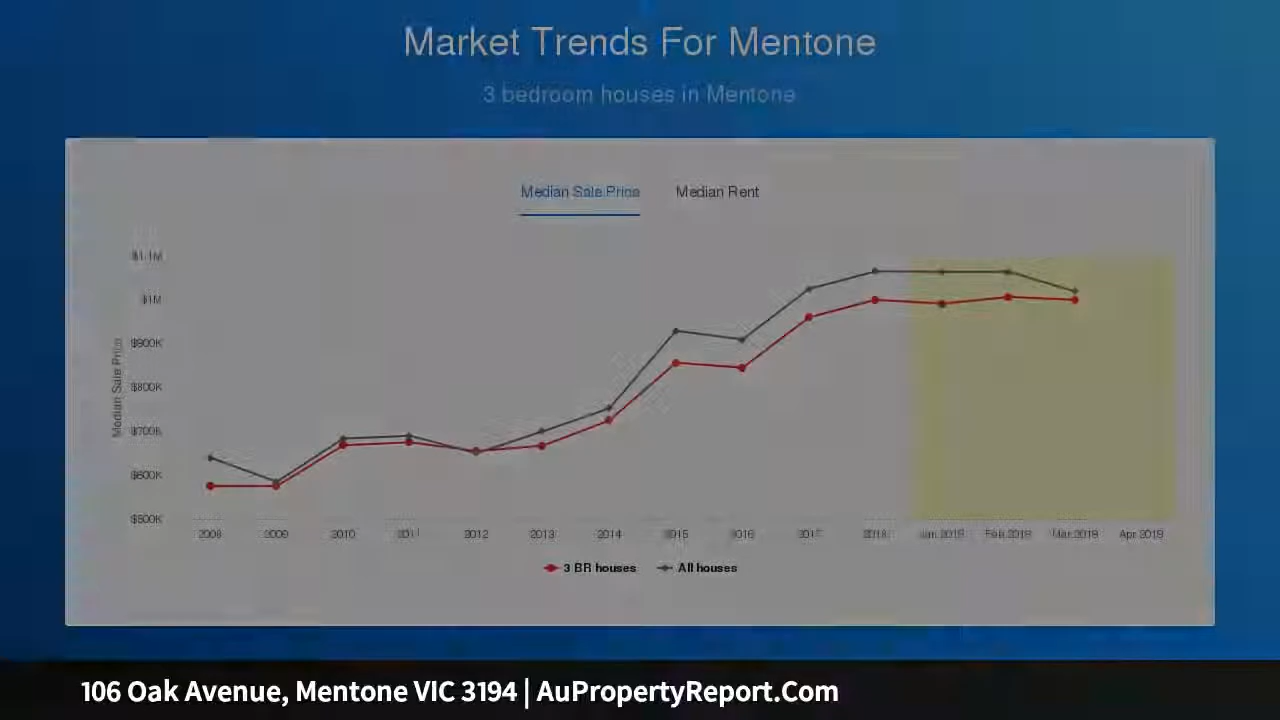 Market Trends For Mentone
3 bedroom houses in Mentone
Median Sale Price Median Rent
$1.1M
$1M
$900K
$800K
$700K
$600K
$500K
Median Sale Price
2008 2009 2010 2011 2012 2013 2014 2015 2016 2017 2018 Jan 2019 Feb 2019 Mar 2019 Apr 2019
3 BR houses All houses
106 Oak Avenue, Mentone VIC 3194 | AuPropertyReport.Com